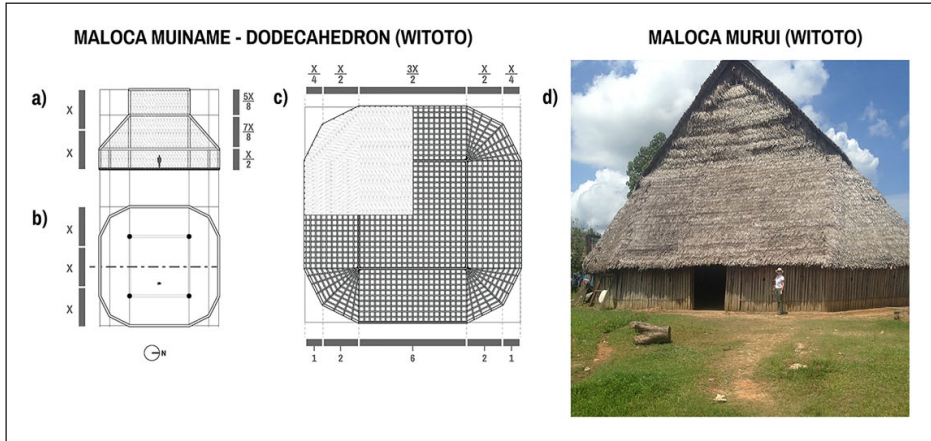 MALOCA MUINAME - DODECAHEDRON (WITOTO)
MALOCA MURUI (WITOTO)
a)
X
X
5X
8
7X
8
X
2
b)
X
X
X
N
c)
X
4
X
2
3X
2
X
2
X
4
1
2
6
2
1
d)